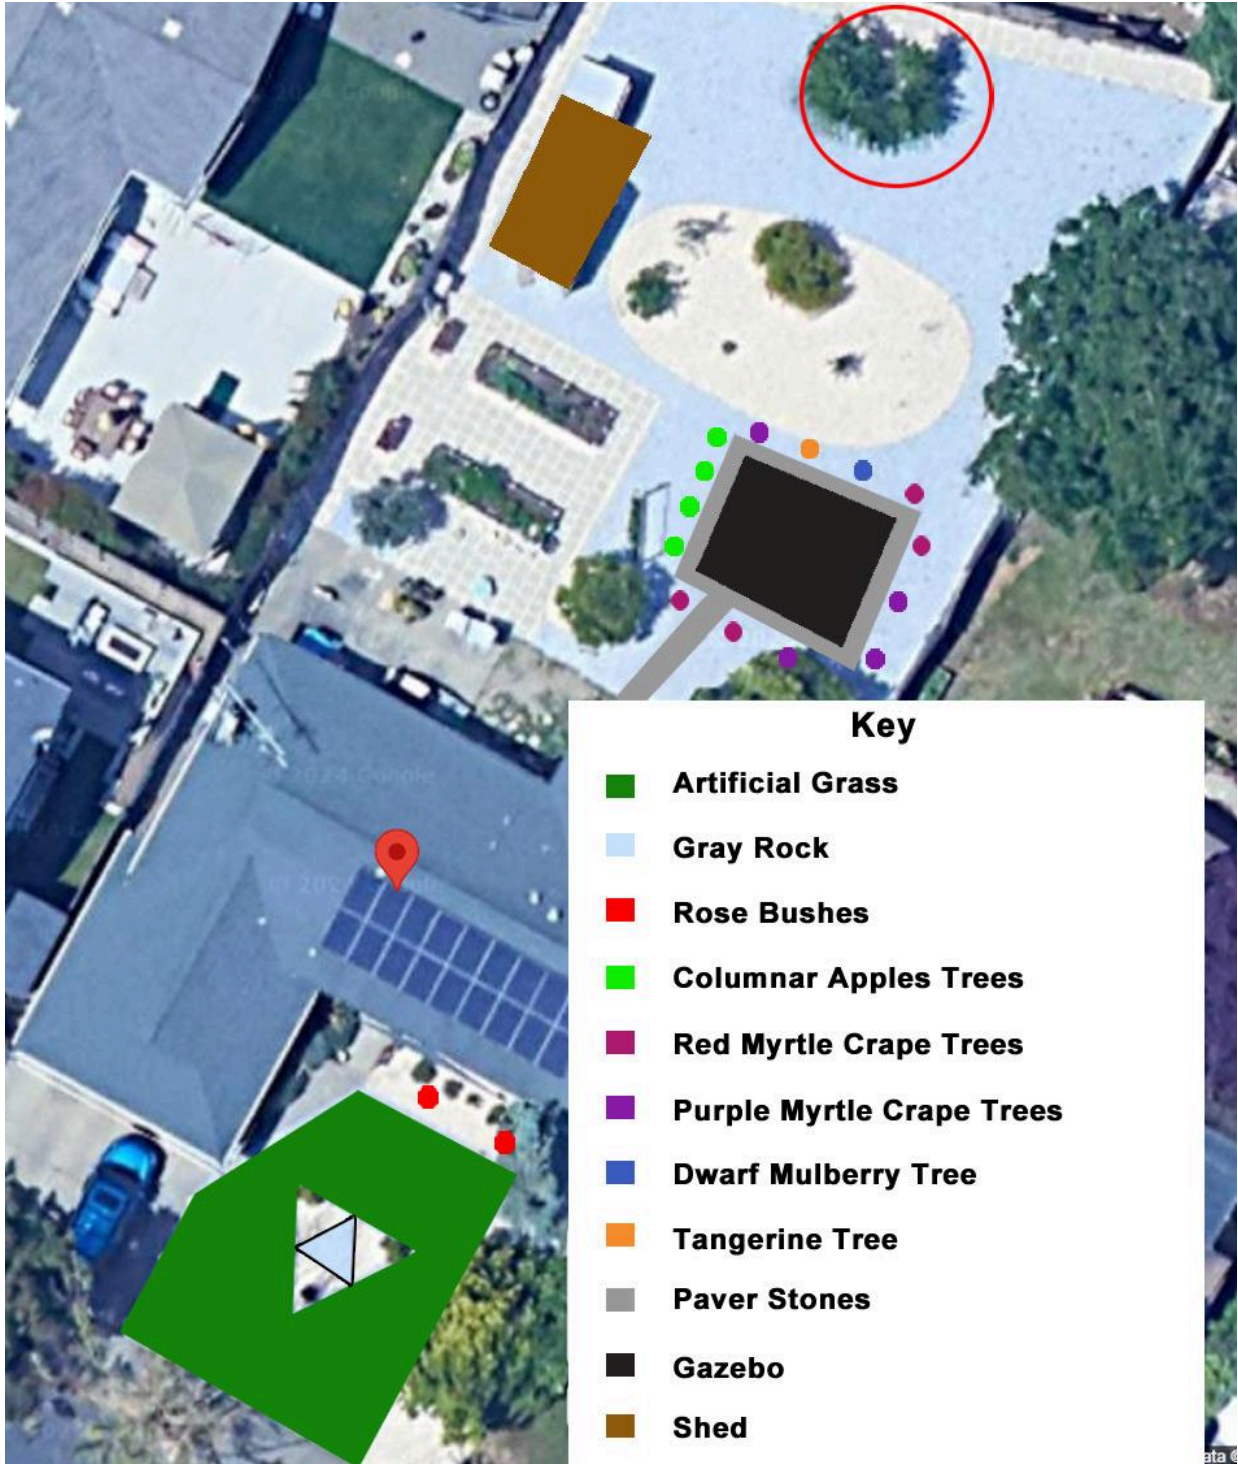 Key
Artificial Grass
Gray Rock
Rose Bushes
Columnar Apples Trees
Red Myrtle Crape Trees
Purple Myrtle Crape Trees
Dwarf Mulberry Tree
Tangerine Tree
Paver Stones
Gazebo
Shed